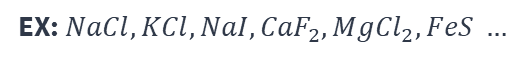 EX: NaCl, KCl, NaI, CaF₂, MgCl₂, FeS ...